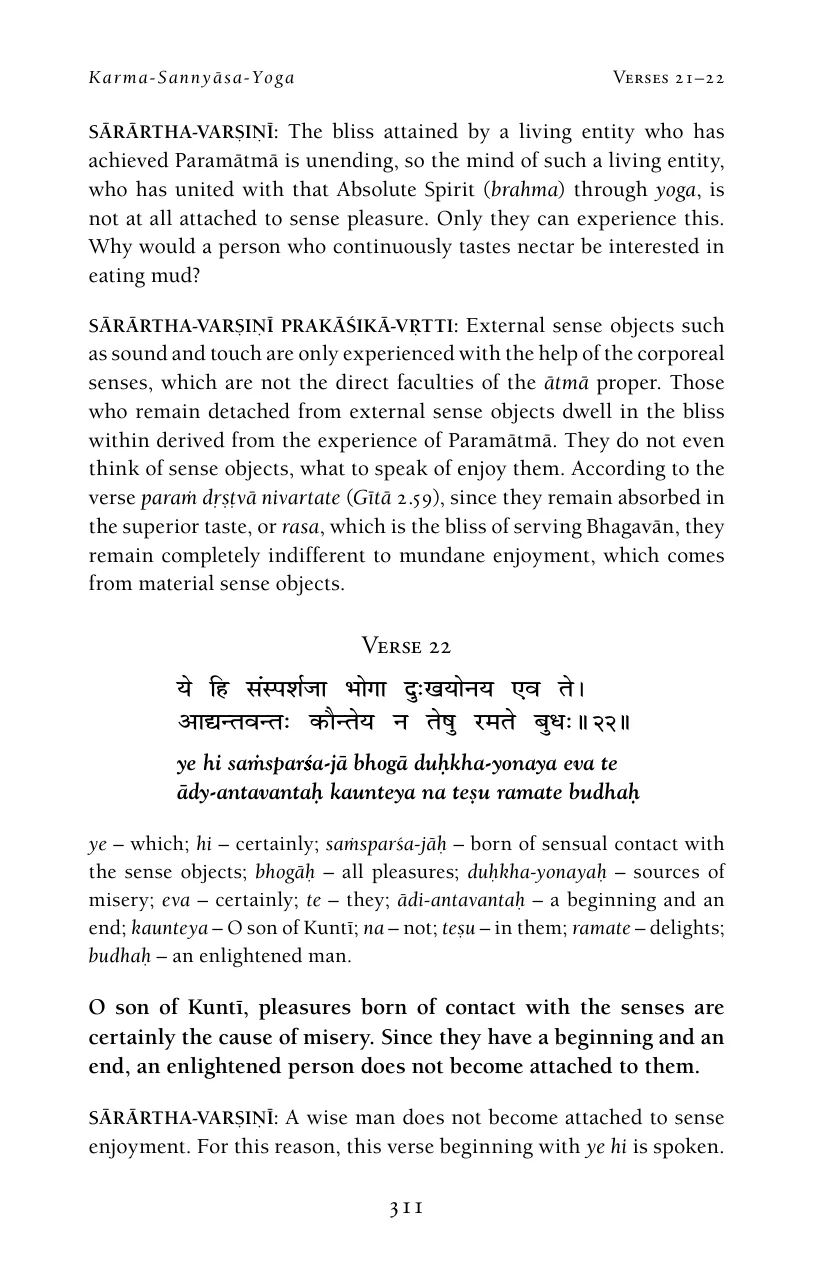 Karma-Sannyāsa-Yoga Verses 21–22
SĀRĀRTHA-VARṢIṆĪ: The bliss attained by a living entity who has
achieved Paramātmā is unending, so the mind of such a living entity,
who has united with that Absolute Spirit (brahma) through yoga, is
not at all attached to sense pleasure. Only they can experience this.
Why would a person who continuously tastes nectar be interested in
eating mud?
SĀRĀRTHA-VARṢIṆĪ PRAKĀŚIKĀ-VṚTTI: External sense objects such
as sound and touch are only experienced with the help of the corporeal
senses, which are not the direct faculties of the ātmā proper. Those
who remain detached from external sense objects dwell in the bliss
within derived from the experience of Paramātmā. They do not even
think of sense objects, what to speak of enjoy them. According to the
verse paraṁ dṛṣṭvā nivartate (Gītā 2.59), since they remain absorbed in
the superior taste, or rasa, which is the bliss of serving Bhagavān, they
remain completely indifferent to mundane enjoyment, which comes
from material sense objects.
Verse 22
ये हि संस्पर्शजा भोगा दुःखयोनय एव ते।
आद्यन्तवन्तः कौन्तेय न तेषु रमते बुधः॥२२॥
ye hi saṁsparśa-jā bhogā duḥkha-yonaya eva te
ādy-antavantaḥ kaunteya na teṣu ramate budhaḥ
ye – which; hi – certainly; saṁsparśa-jāḥ – born of sensual contact with
the sense objects; bhogāḥ – all pleasures; duḥkha-yonayaḥ – sources of
misery; eva – certainly; te – they; ādi-antavantaḥ – a beginning and an
end; kaunteya – O son of Kuntī; na – not; teṣu – in them; ramate – delights;
budhaḥ – an enlightened man.
O son of Kuntī, pleasures born of contact with the senses are
certainly the cause of misery. Since they have a beginning and an
end, an enlightened person does not become attached to them.
SĀRĀRTHA-VARṢIṆĪ: A wise man does not become attached to sense
enjoyment. For this reason, this verse beginning with ye hi is spoken.
311